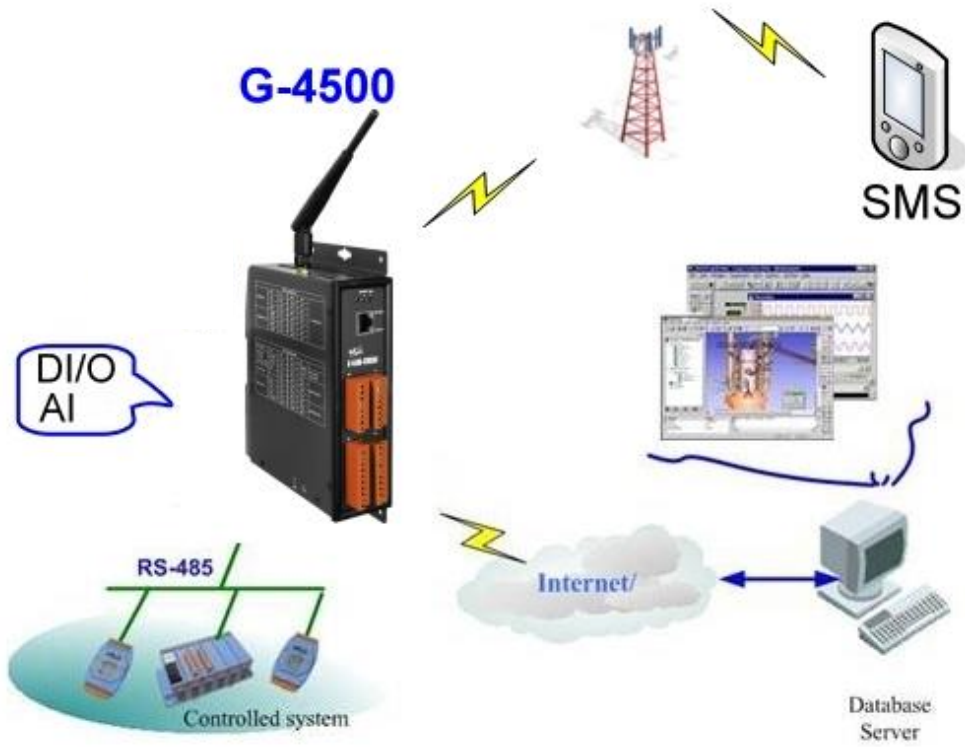 G-4500
SMS
DI/O
AI
RS-485
Internet/
Controlled system
Database
Server